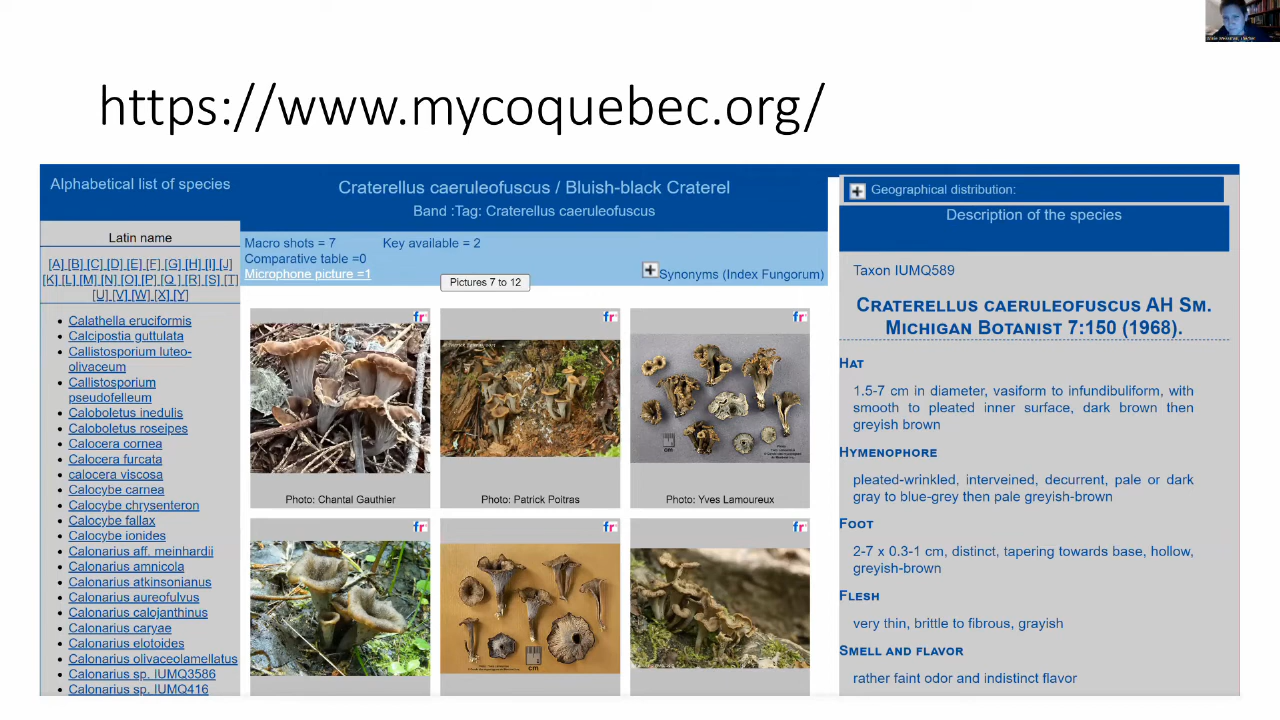 https://www.mycoquebec.org/
Alphabetical list of species
Latin name
[A] [B] [C] [D] [E] [F] [G] [H] [I] [J]
[K] [L] [M] [N] [O] [P] [Q ] [R] [S] [T]
[U] [V] [W] [X] [Y]
Calathella eruciformis
Calcipostia guttulata
Callistosporium luteo-
olivaceum
Callistosporium
pseudofelleum
Caloboletus inedulis
Caloboletus roseipes
Calocera cornea
Calocera furcata
calocera viscosa
Calocybe carnea
Calocybe chrysenteron
Calocybe fallax
Calocybe ionides
Calonarius aff. meinhardii
Calonarius amnicola
Calonarius atkinsonianus
Calonarius aureofulvus
Calonarius calojanthinus
Calonarius caryae
Calonarius elotoides
Calonarius olivaceolamellatus
Calonarius sp. IUMQ3586
Calonarius sp. IUMQ416
Craterellus caeruleofuscus / Bluish-black Craterel
Band :Tag: Craterellus caeruleofuscus
Macro shots = 7 Key available = 2
Comparative table =0
Microphone picture =1
Synonyms (Index Fungorum)
Pictures 7 to 12
fr fr fr
Photo: Chantal Gauthier Photo: Patrick Poitras Photo: Yves Lamoureux
cm
fr fr fr
cm
Geographical distribution:
Description of the species
Taxon IUMQ589
CRATERELLUS CAERULEOFUSCUS AH SM.
MICHIGAN BOTANIST 7:150 (1968).
HAT
1.5-7 cm in diameter, vasiform to infundibuliform, with
smooth to pleated inner surface, dark brown then
greyish brown
HYMENOPHORE
pleated-wrinkled, interveined, decurrent, pale or dark
gray to blue-grey then pale greyish-brown
FOOT
2-7 x 0.3-1 cm, distinct, tapering towards base, hollow,
greyish-brown
FLESH
very thin, brittle to fibrous, grayish
SMELL AND FLAVOR
rather faint odor and indistinct flavor